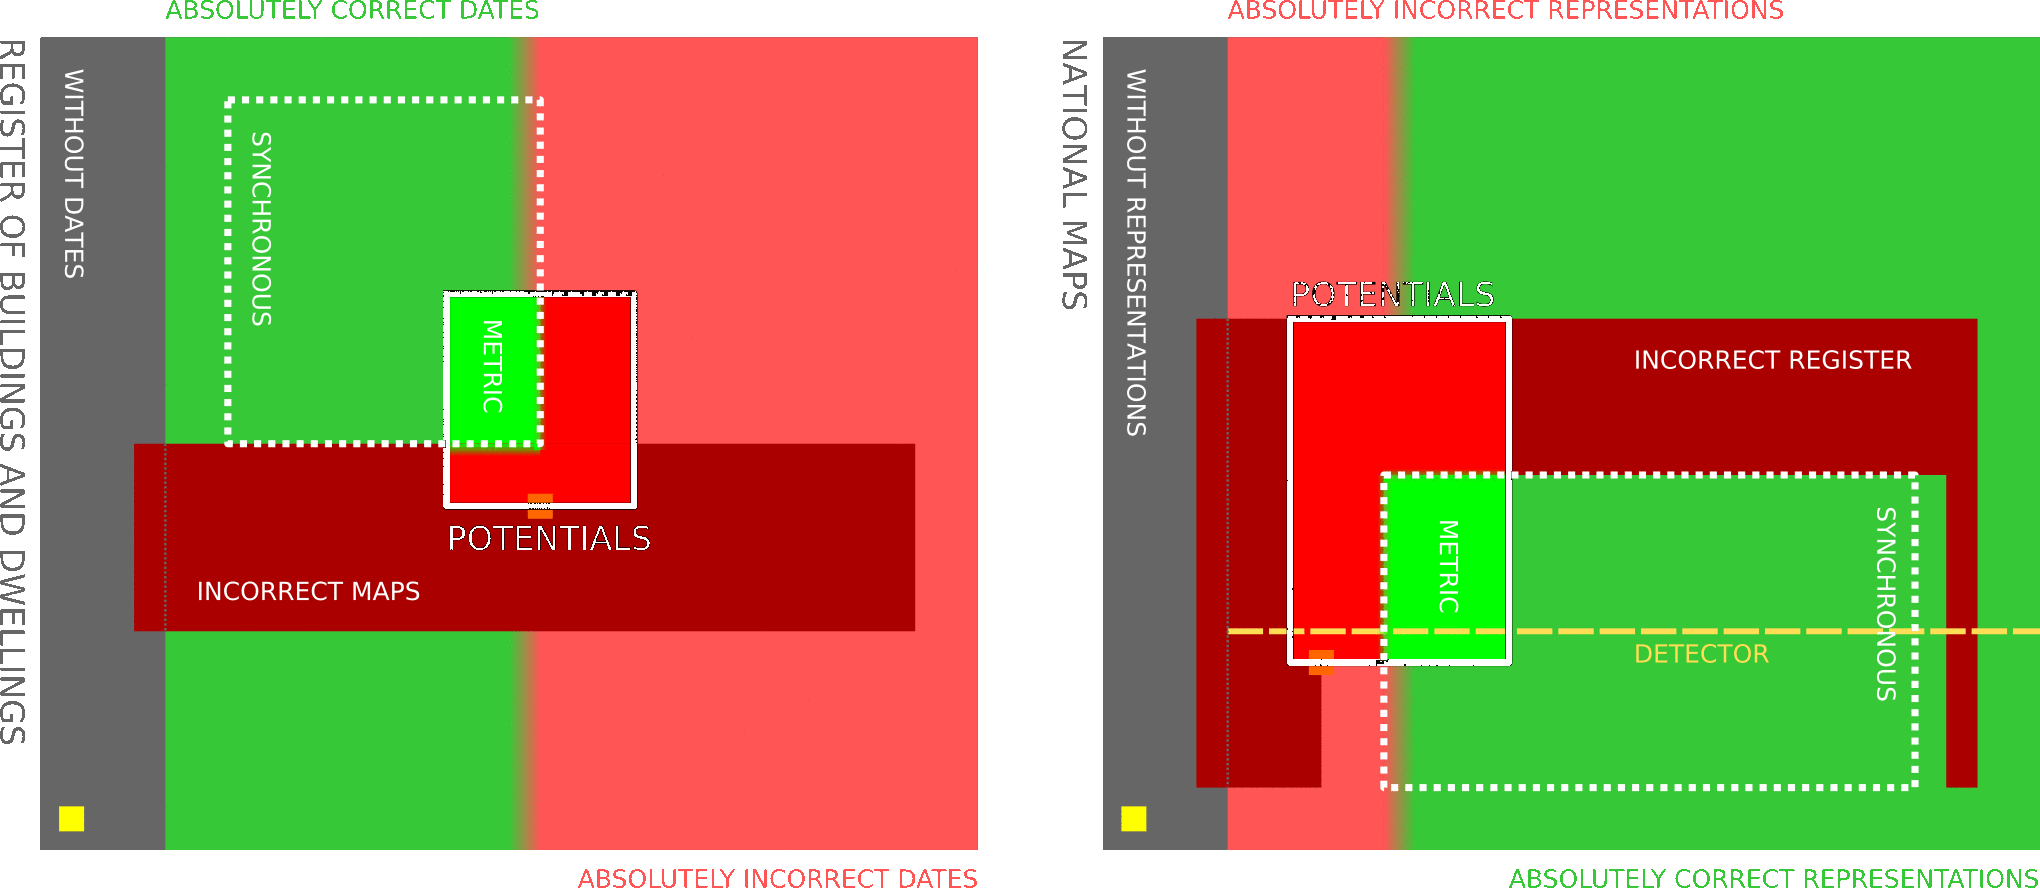 ABSOLUTELY CORRECT DATES
REGISTER OF BUILDINGS AND DWELLINGS
WITHOUT DATES
SYNCHRONOUS
METRIC
POTENTIALS
INCORRECT MAPS
ABSOLUTELY INCORRECT DATES
ABSOLUTELY INCORRECT REPRESENTATIONS
NATIONAL MAPS
WITHOUT REPRESENTATIONS
POTENTIALS
INCORRECT REGISTER
METRIC
SYNCHRONOUS
DETECTOR
ABSOLUTELY CORRECT REPRESENTATIONS